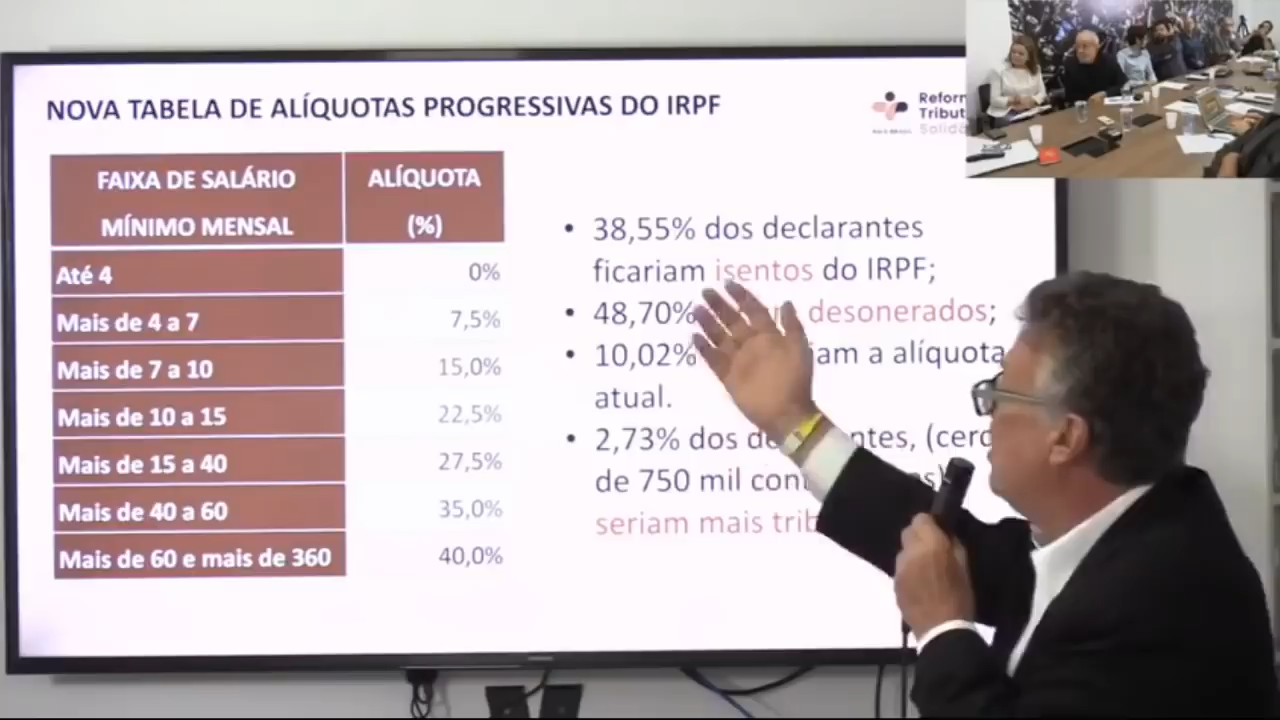 NOVA TABELA DE ALÍQUOTAS PROGRESSIVAS DO IRPF
FAIXA DE SALÁRIO
MÍNIMO MENSAL
ALÍQUOTA
(%)
Até 4 0%
Mais de 4 a 7 7,5%
Mais de 7 a 10 15,0%
Mais de 10 a 15 22,5%
Mais de 15 a 40 27,5%
Mais de 40 a 60 35,0%
Mais de 60 e mais de 360 40,0%
• 38,55% dos declarantes
ficariam isentos do IRPF;
• 48,70% desonerados;
• 10,02% a alíquota
atual.
• 2,73% dos
de 750 mil
seriam mais
MAIS BRASIL